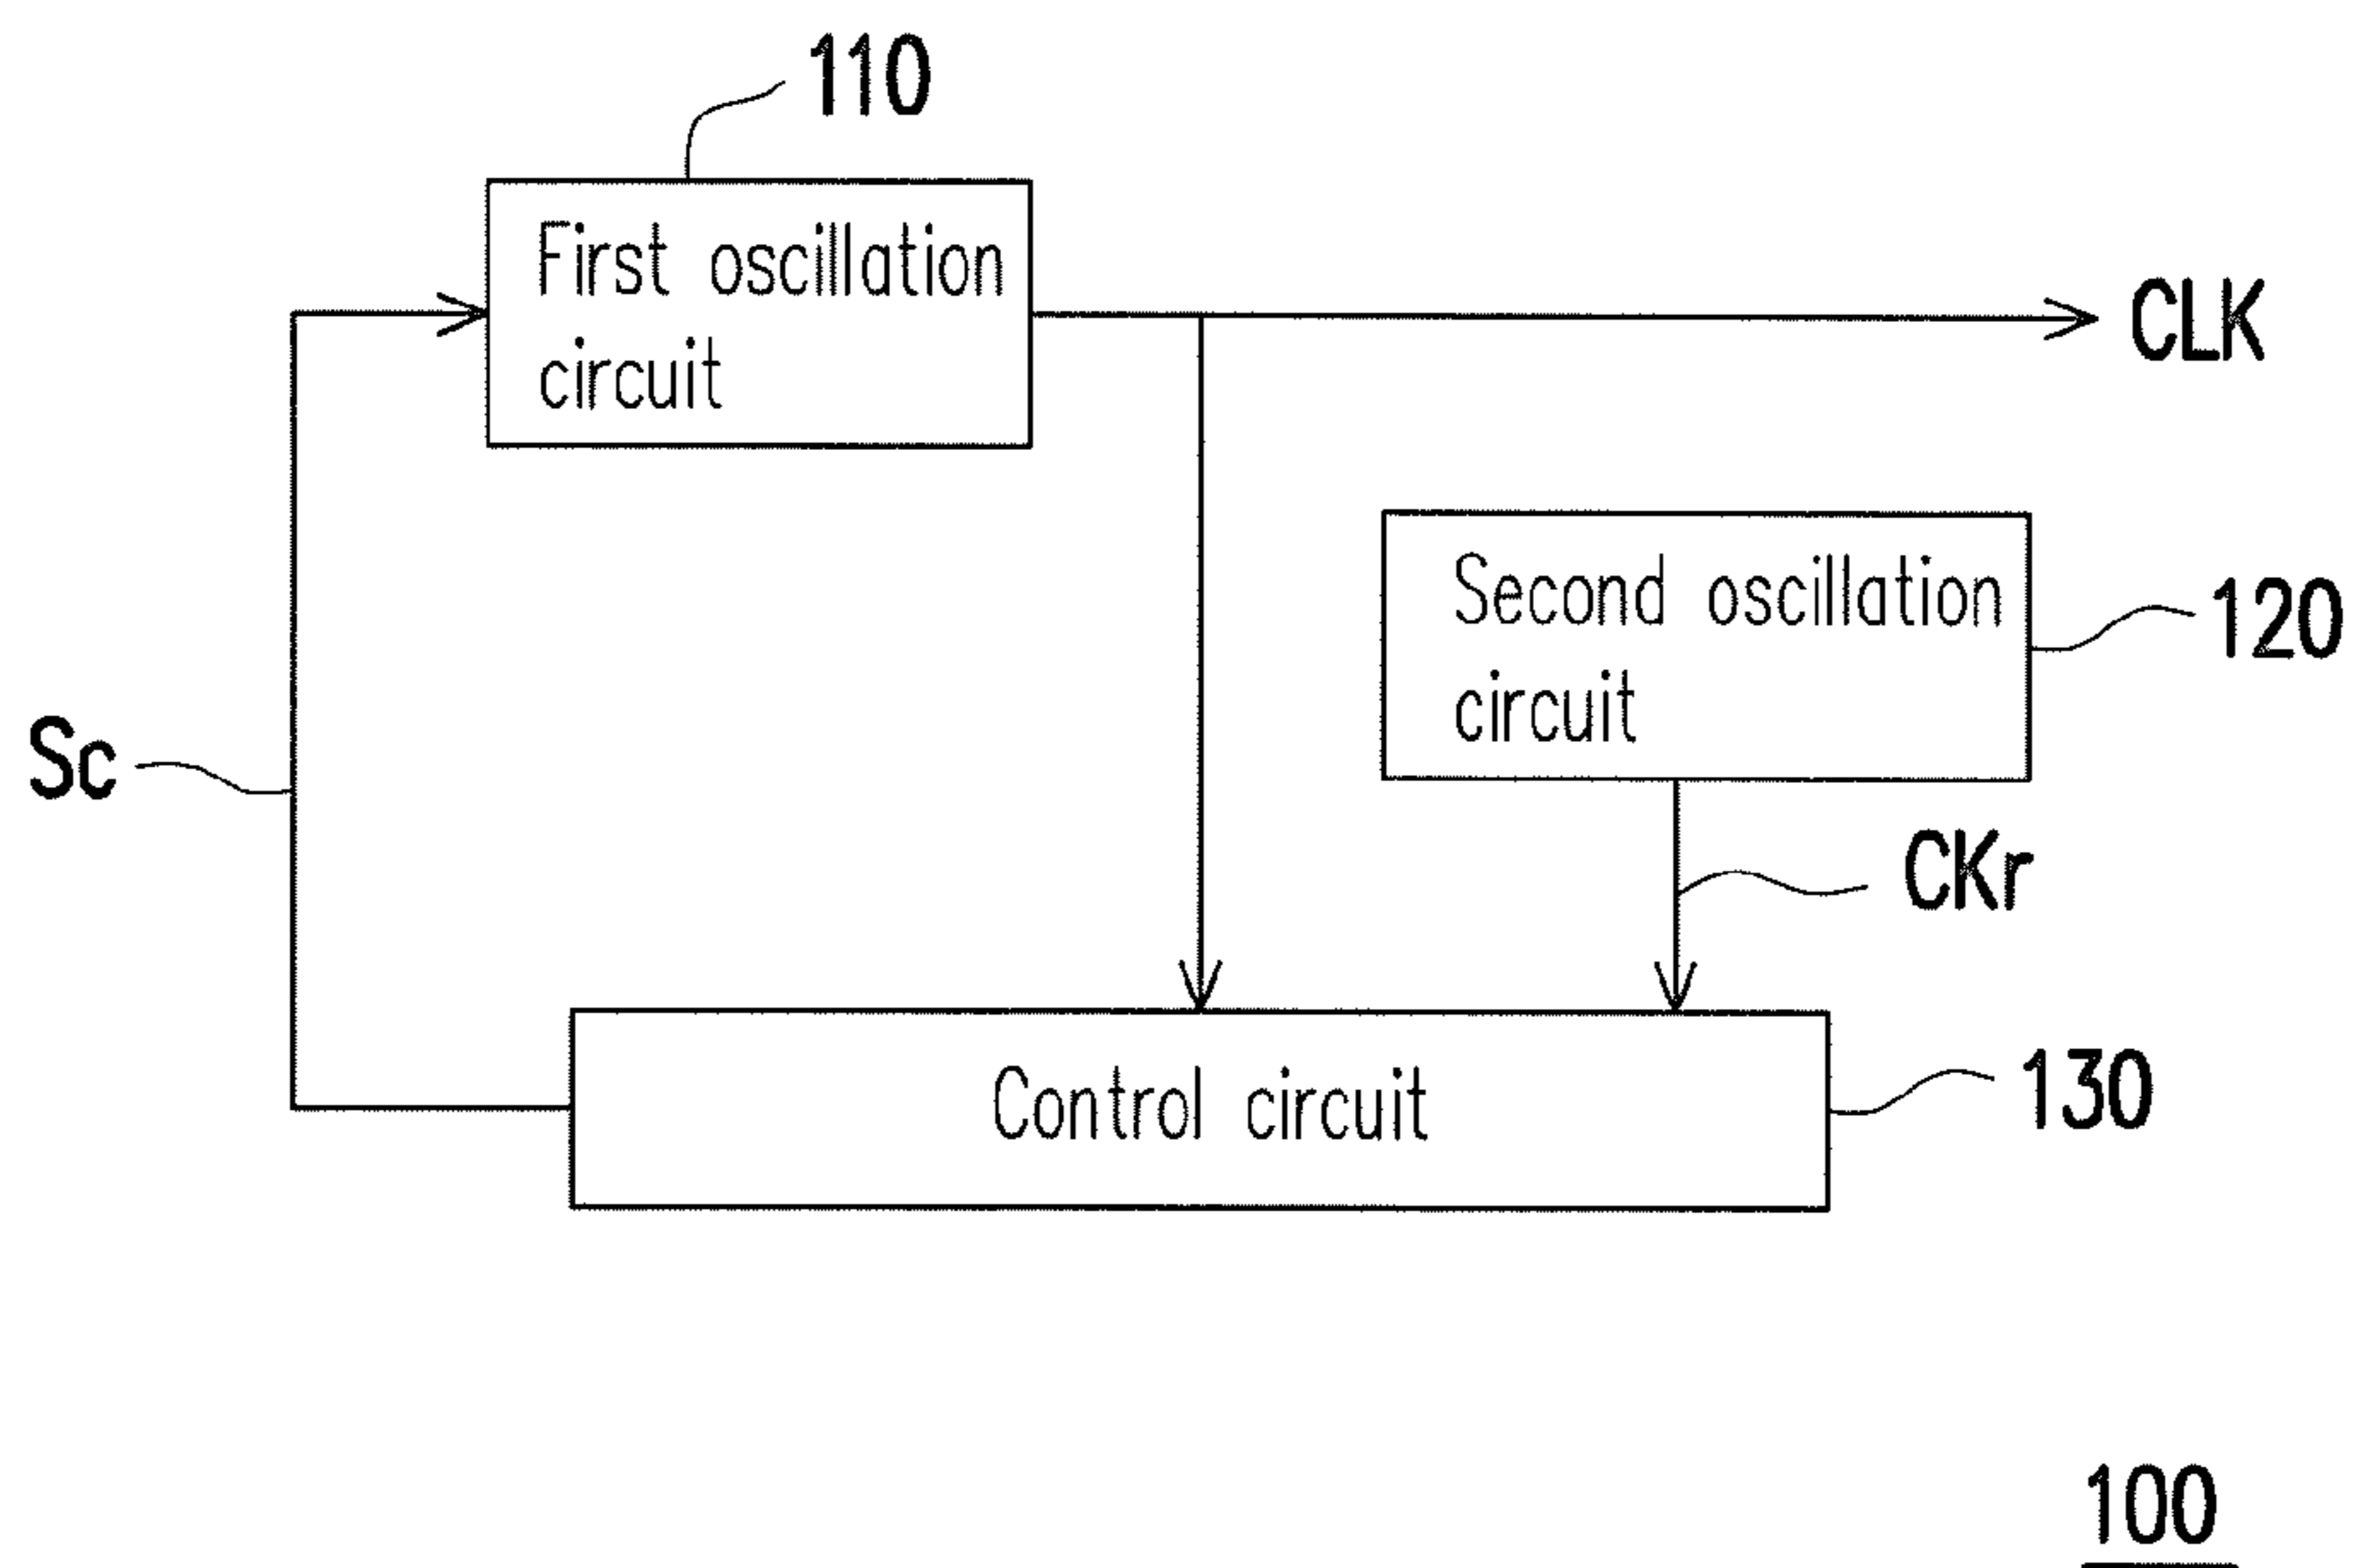 110
First oscillation
circuit
CLK
Second oscillation
circuit
120
Sc
CKr
Control circuit
130
100